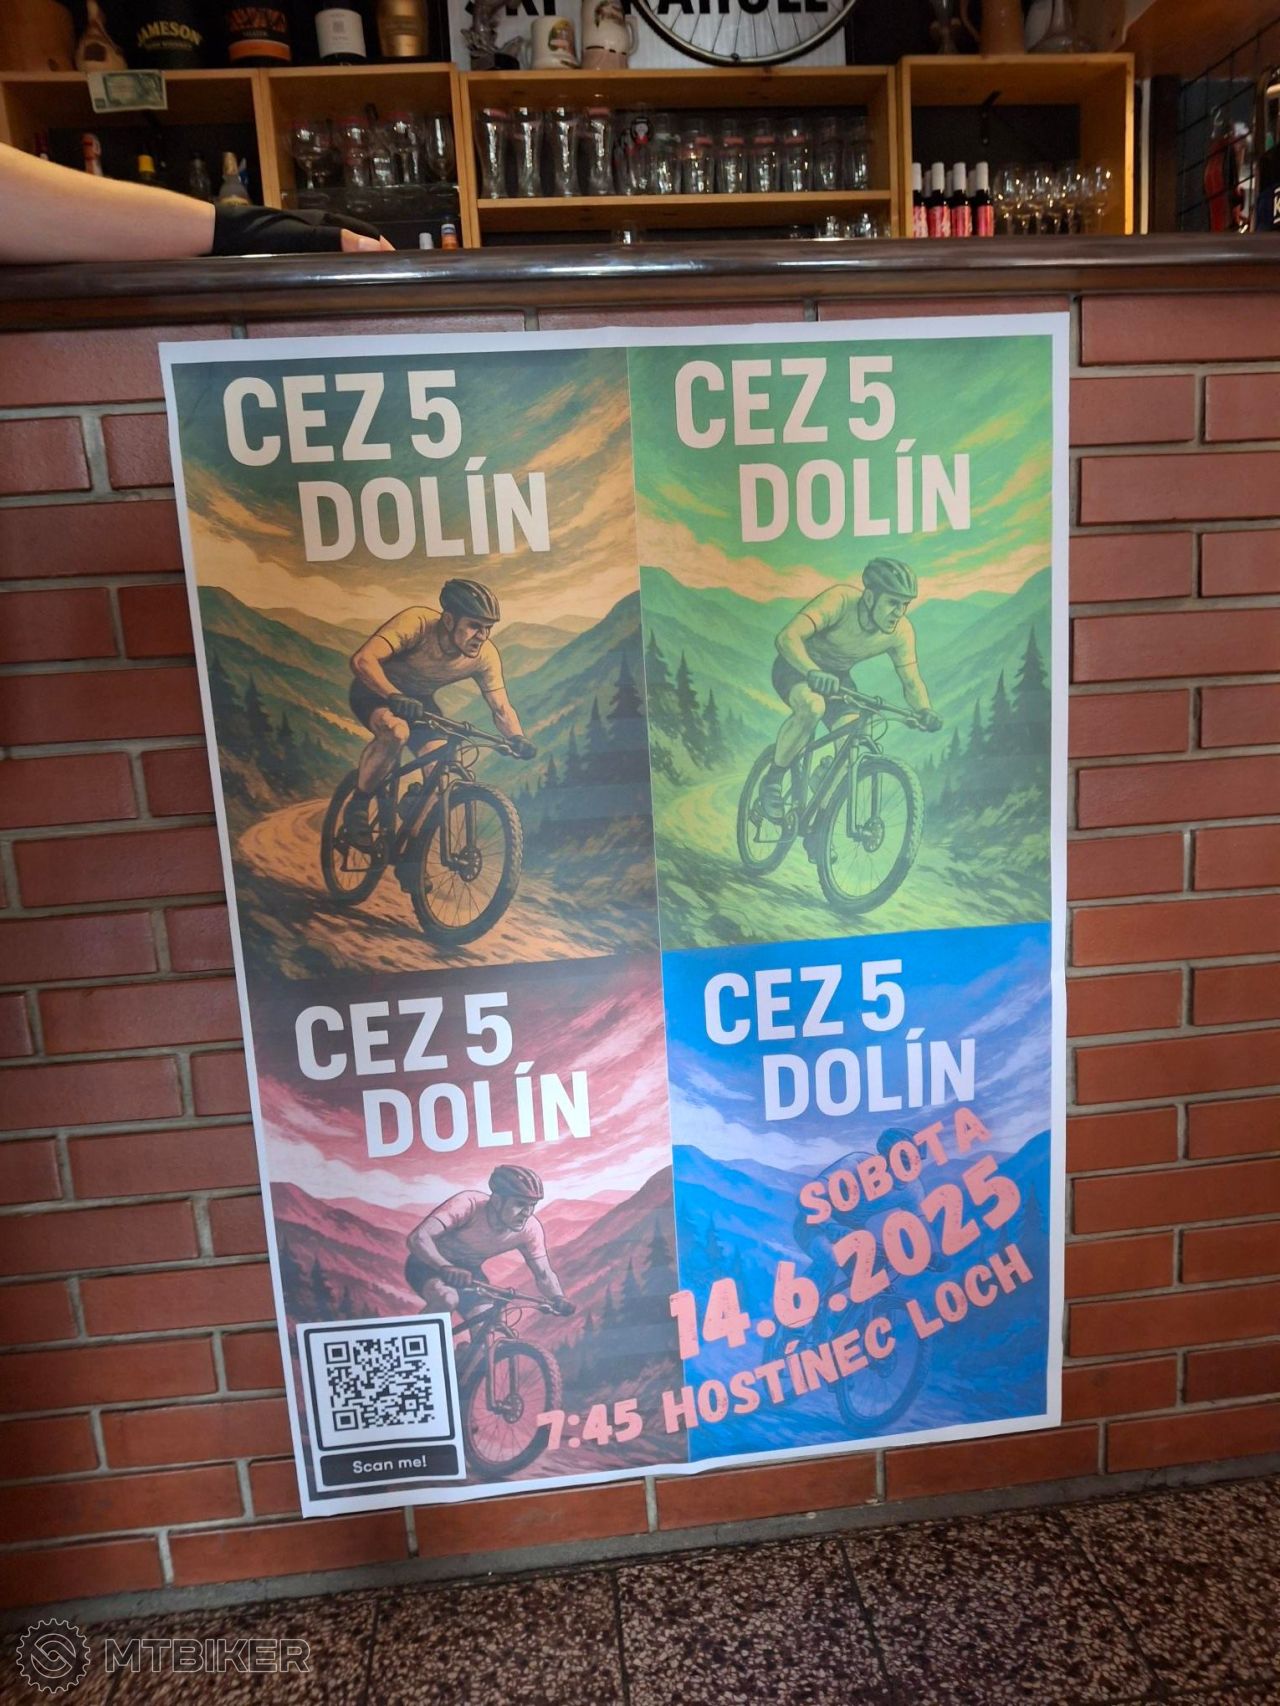 JAMESON
CEZ 5
DOLÍN
CEZ 5
DOLÍN
CEZ 5
DOLÍN
CEZ 5
DOLÍN
SOBOTA
14.6.2025
7:45 HOSTÍNEC LOCH
Scan me!
MTBIKER